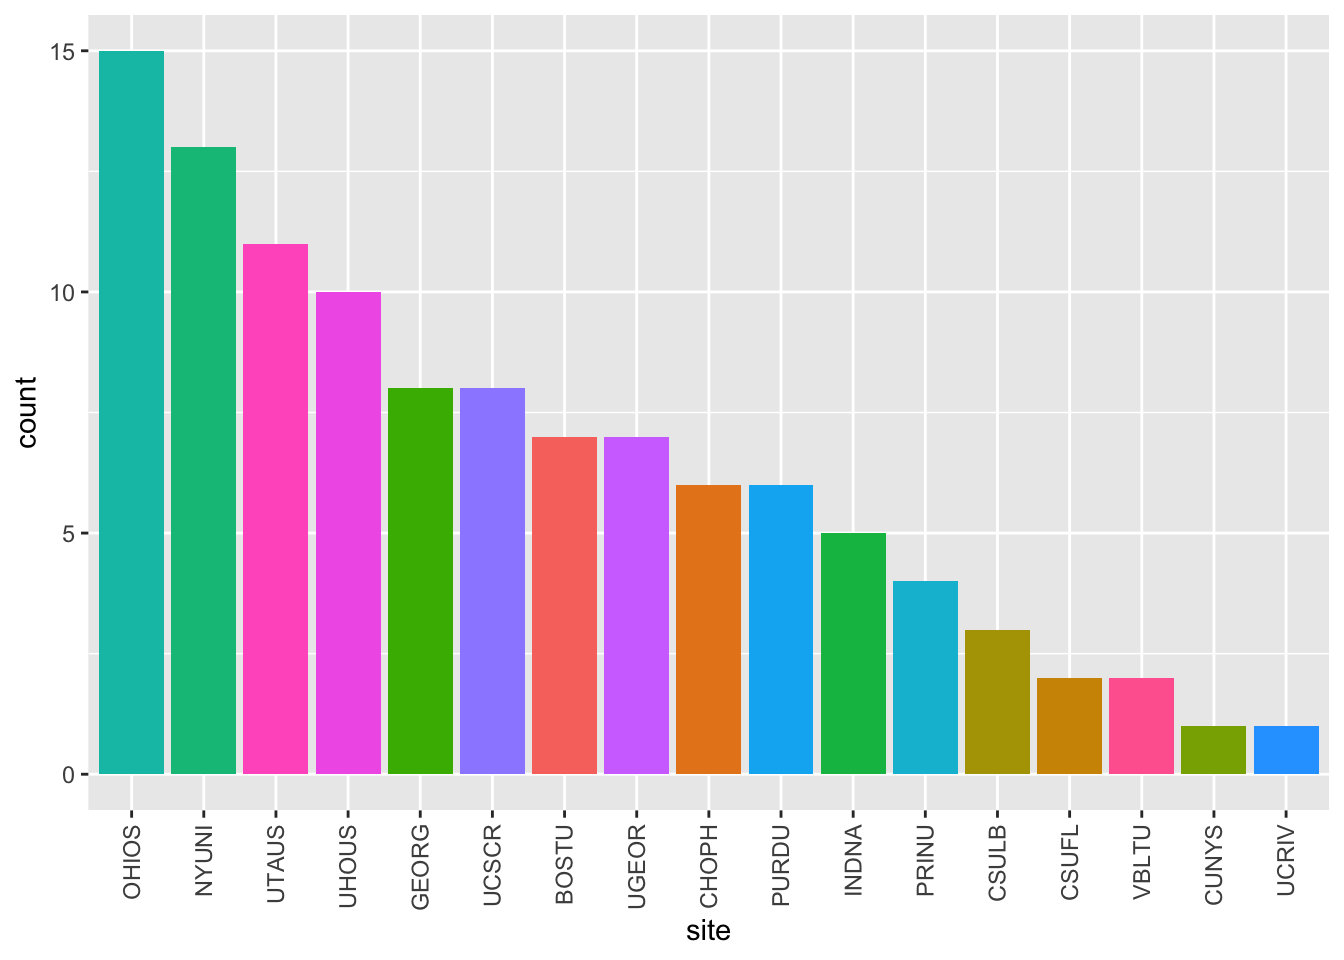 15
10
5
0
count
OHIOS
NYUNI
UTAUS
UHOUS
GEORG
UCSCR
BOSTU
UGEOR
CHOPH
PURDU
INDNA
PRINU
CSULB
CSUFL
VBLTU
CUNYS
UCRIV
site